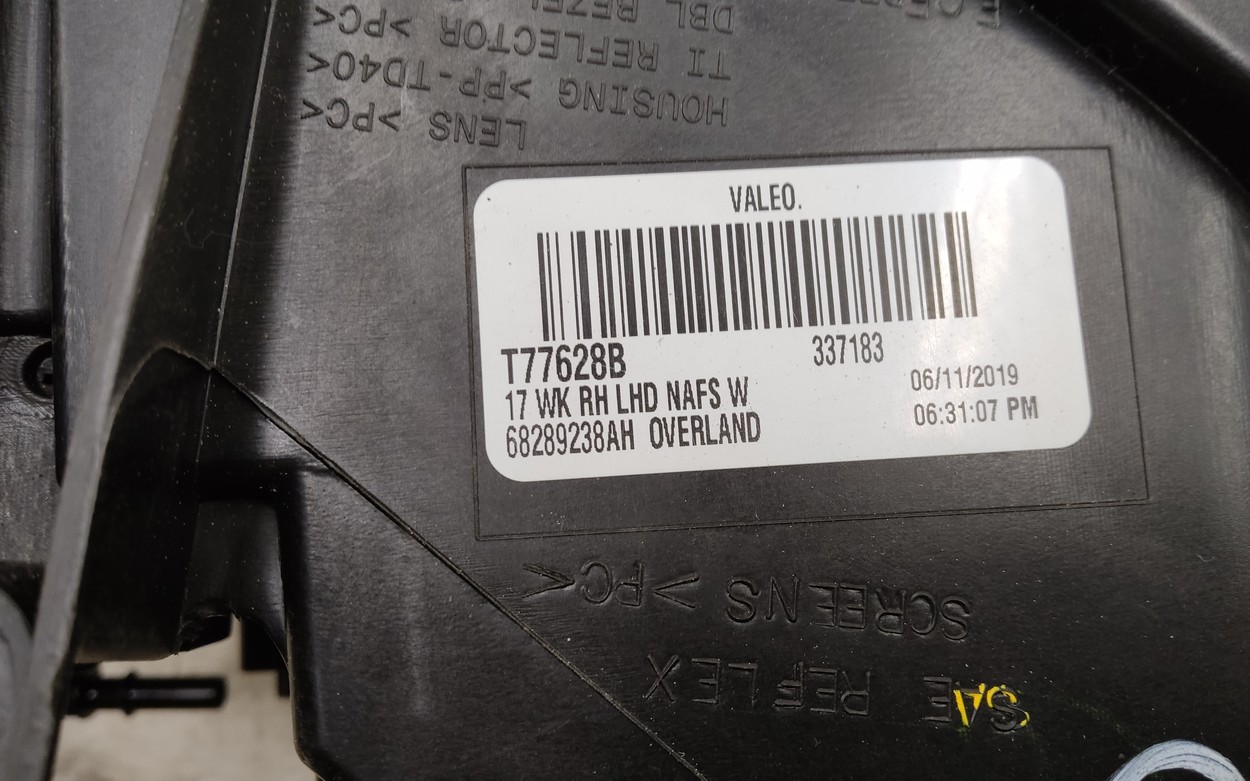 DBL BEZEL
TI REFLECTOR >PC<
HOUSING >PP-TD40<
LENS >PC<
VALEO.
T77628B
337183
17 WK RH LHD NAFS W
06/11/2019
68289238AH OVERLAND
06:31:07 PM
SCREENS >PC<
SAE REFLEX